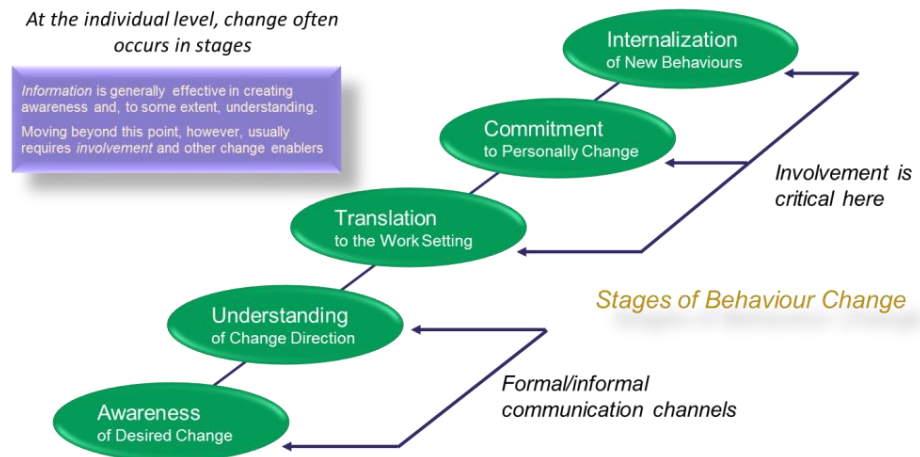 At the individual level, change often
occurs in stages
Information is generally effective in creating
awareness and, to some extent, understanding.
Moving beyond this point, however, usually
requires involvement and other change enablers
Internalization
of New Behaviours
Commitment
to Personally Change
Involvement is
critical here
Translation
to the Work Setting
Stages of Behaviour Change
Understanding
of Change Direction
Formal/informal
communication channels
Awareness
of Desired Change